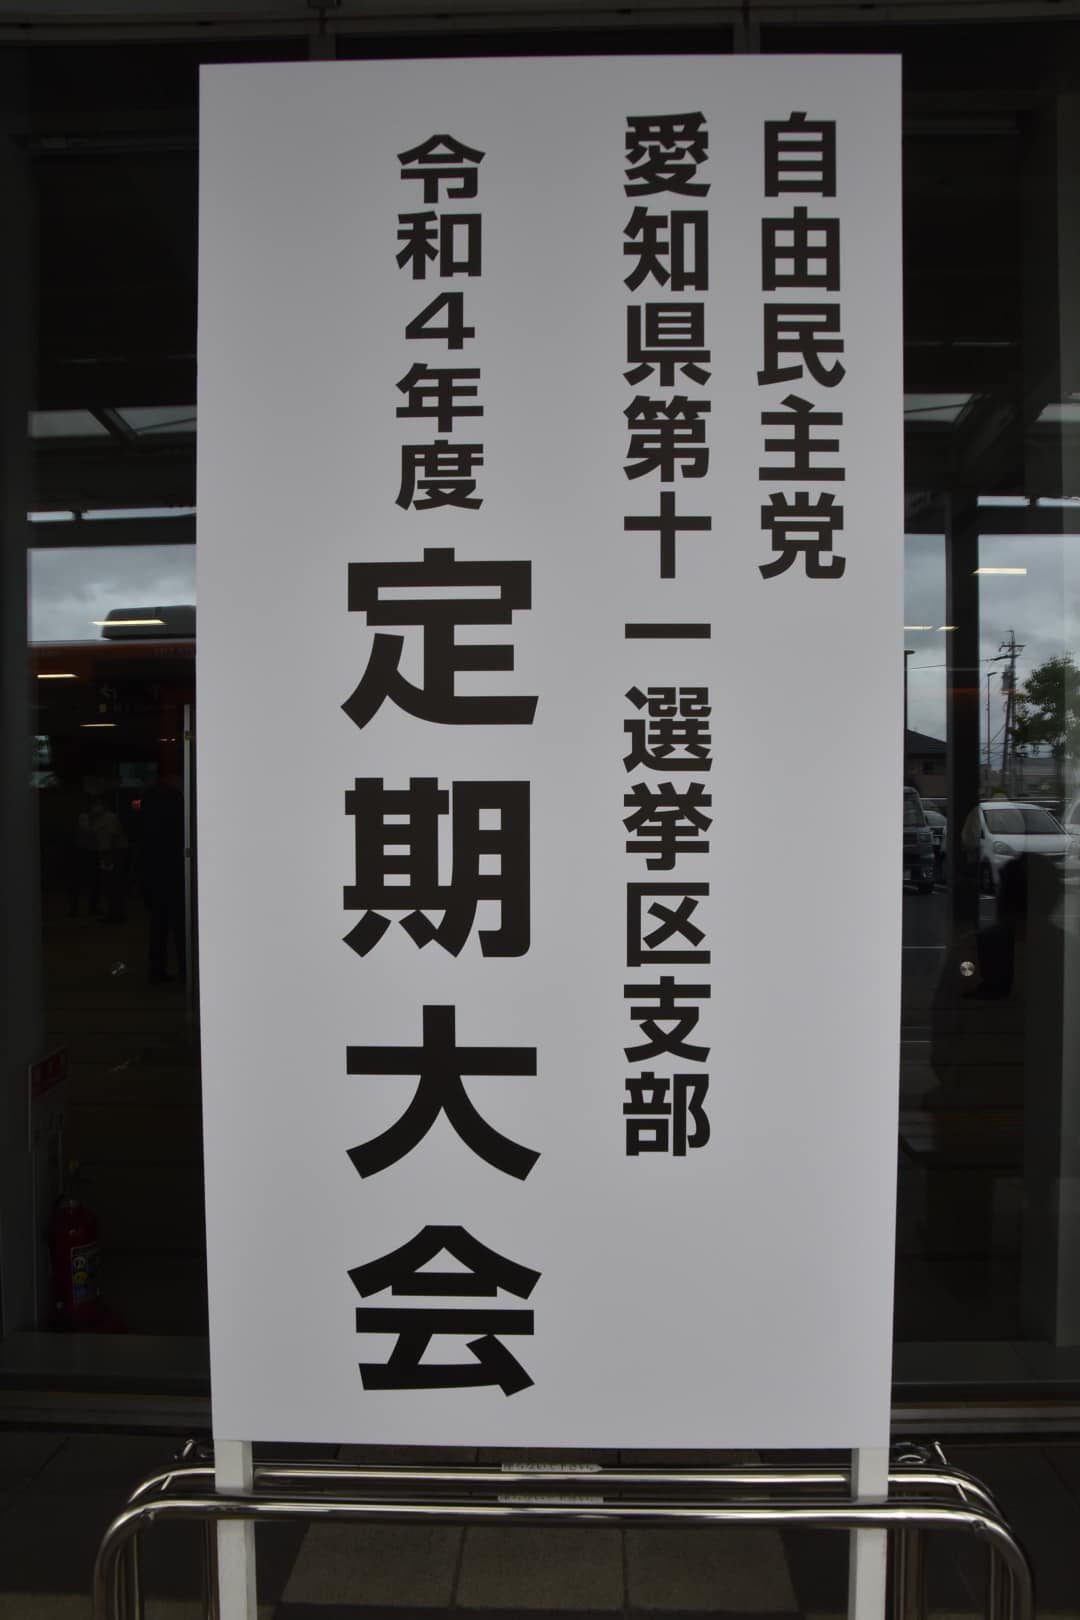 自由民主党
愛知県第十一選挙区支部
令和4年度 定期大会